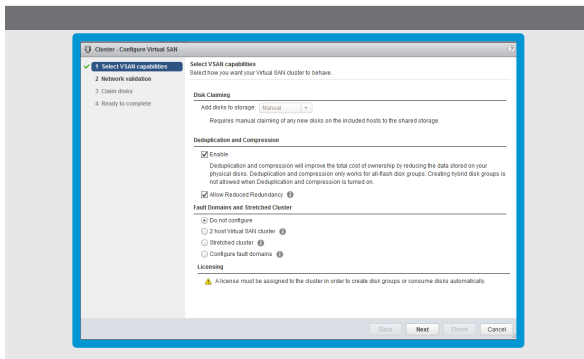 Cluster - Configure Virtual SAN
1 Select VSAN capabilities
2 Network validation
3 Claim disks
4 Ready to complete
Select VSAN capabilities
Select how you want your Virtual SAN cluster to behave.
Disk Claiming
Add disks to storage: Manual
Requires manual claiming of any new disks on the included hosts to the shared storage.
Deduplication and Compression
Enable
Deduplication and compression will improve the total cost of ownership by reducing the data stored on your
physical disks. Deduplication and compression only works for all-flash disk groups. Creating hybrid disk groups is
not allowed when Deduplication and compression is turned on.
Allow Reduced Redundancy
Fault Domains and Stretched Cluster
Do not configure
2 host Virtual SAN cluster
Stretched cluster
Configure fault domains
Licensing
A license must be assigned to the cluster in order to create disk groups or consume disks automatically.
Back Next Finish Cancel